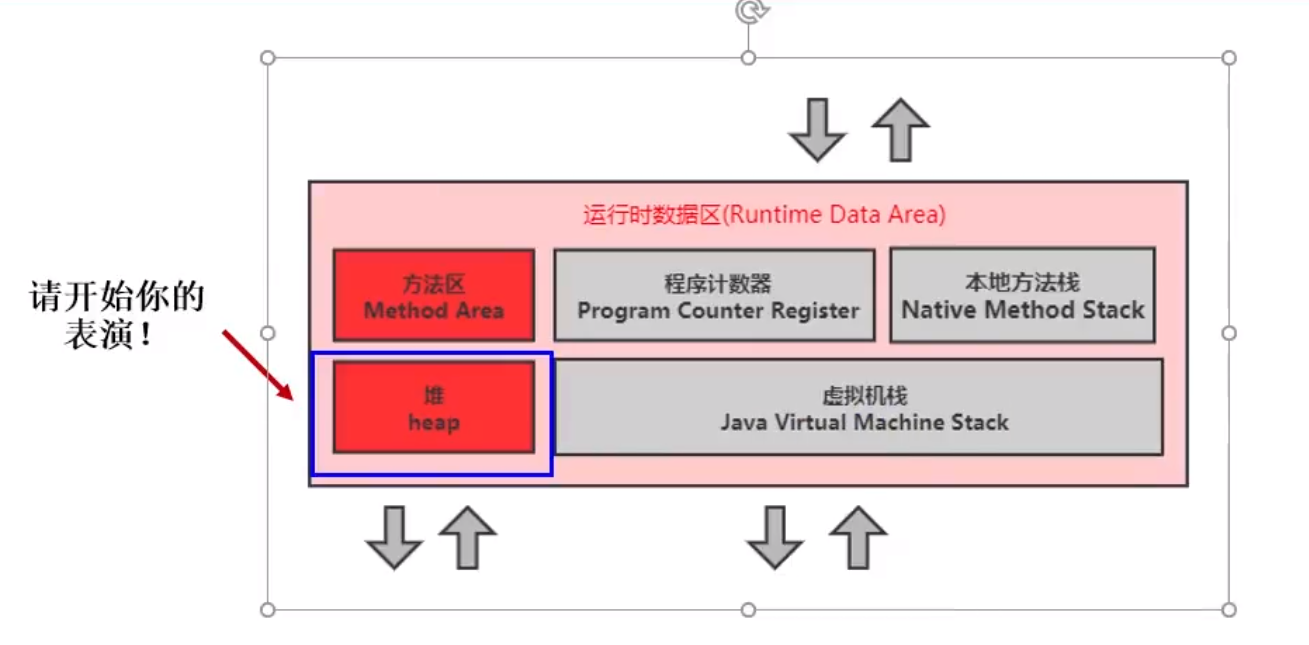 请开始你的
表演！
运行时数据区(Runtime Data Area)
方法区
Method Area
程序计数器
Program Counter Register
本地方法栈
Native Method Stack
堆
heap
虚拟机栈
Java Virtual Machine Stack